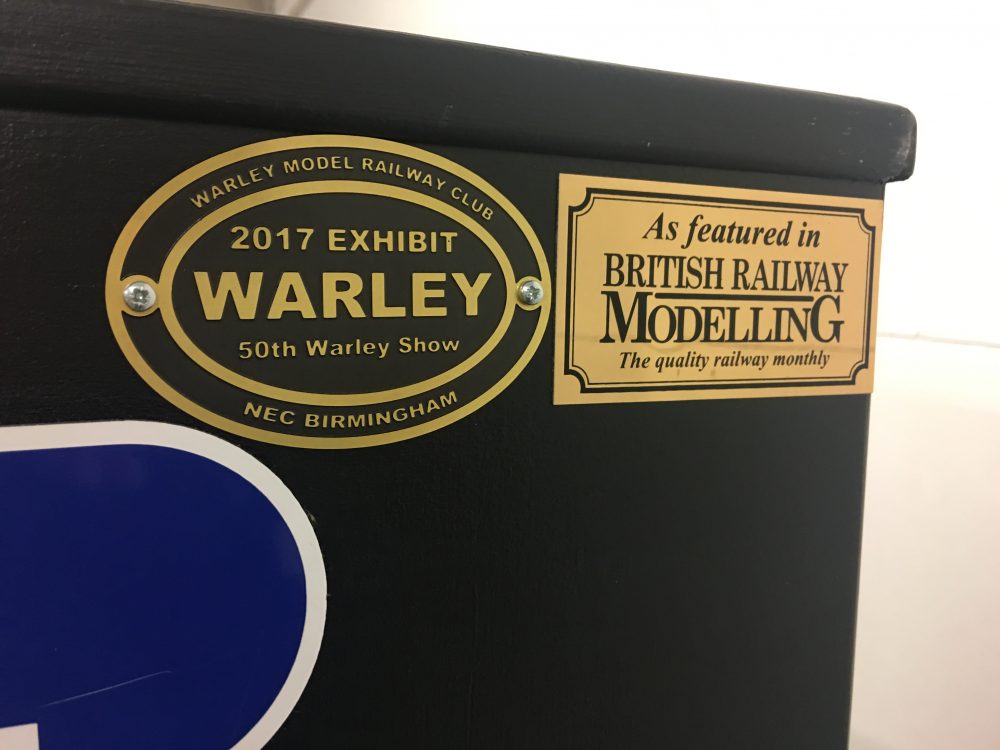 WARLEY MODEL RAILWAY CLUB
2017 EXHIBIT
WARLEY
50th Warley Show
NEC BIRMINGHAM
As featured in
BRITISH RAILWAY
MODELLING
The quality railway monthly